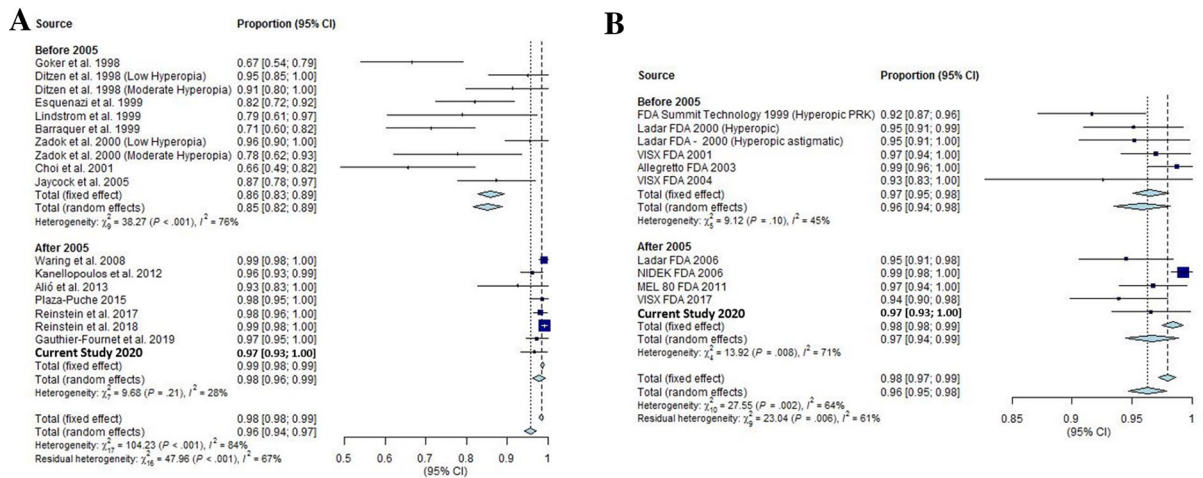 A
Source Proportion (95% CI)
Before 2005
Goker et al. 1998 0.67 [0.54; 0.79]
Ditzen et al. 1998 (Low Hyperopia) 0.95 [0.85; 1.00]
Ditzen et al. 1998 (Moderate Hyperopia) 0.91 [0.80; 1.00]
Esquenazi et al. 1999 0.82 [0.72; 0.92]
Lindstrom et al. 1999 0.79 [0.61; 0.97]
Barraquer et al. 1999 0.71 [0.60; 0.82]
Zadok et al. 2000 (Low Hyperopia) 0.96 [0.90; 1.00]
Zadok et al. 2000 (Moderate Hyperopia) 0.78 [0.62; 0.93]
Choi et al. 2001 0.66 [0.49; 0.82]
Jaycock et al. 2005 0.87 [0.78; 0.97]
Total (fixed effect) 0.86 [0.83; 0.89]
Total (random effects) 0.85 [0.82; 0.89]
Heterogeneity: χ²₉ = 38.27 (P < .001), I² = 76%
After 2005
Waring et al. 2008 0.99 [0.98; 1.00]
Kanellopoulos et al. 2012 0.96 [0.93; 0.99]
Alió et al. 2013 0.93 [0.83; 1.00]
Plaza-Puche 2015 0.98 [0.95; 1.00]
Reinstein et al. 2017 0.98 [0.96; 1.00]
Reinstein et al. 2018 0.99 [0.98; 1.00]
Gauthier-Fournet et al. 2019 0.97 [0.95; 1.00]
Current Study 2020 0.97 [0.93; 1.00]
Total (fixed effect) 0.99 [0.98; 0.99]
Total (random effects) 0.98 [0.96; 0.99]
Heterogeneity: χ²₇ = 9.68 (P = .21), I² = 28%
Total (fixed effect) 0.98 [0.98; 0.99]
Total (random effects) 0.96 [0.94; 0.97]
Heterogeneity: χ²₁₇ = 104.23 (P < .001), I² = 84%
Residual heterogeneity: χ²₁₆ = 47.96 (P < .001), I² = 67%
0.5 0.6 0.7 0.8 0.9 1
(95% CI)
B
Source Proportion (95% CI)
Before 2005
FDA Summit Technology 1999 (Hyperopic PRK) 0.92 [0.87; 0.96]
Ladar FDA 2000 (Hyperopic) 0.95 [0.91; 0.99]
Ladar FDA - 2000 (Hyperopic astigmatic) 0.95 [0.91; 1.00]
VISX FDA 2001 0.97 [0.94; 1.00]
Allegretto FDA 2003 0.99 [0.96; 1.00]
VISX FDA 2004 0.93 [0.83; 1.00]
Total (fixed effect) 0.97 [0.95; 0.98]
Total (random effects) 0.96 [0.94; 0.98]
Heterogeneity: χ²₅ = 9.12 (P = .10), I² = 45%
After 2005
Ladar FDA 2006 0.95 [0.91; 0.98]
NIDEK FDA 2006 0.99 [0.98; 1.00]
MEL 80 FDA 2011 0.97 [0.94; 1.00]
VISX FDA 2017 0.94 [0.90; 0.98]
Current Study 2020 0.97 [0.93; 1.00]
Total (fixed effect) 0.98 [0.98; 0.99]
Total (random effects) 0.97 [0.94; 0.99]
Heterogeneity: χ²₄ = 13.92 (P = .008), I² = 71%
Total (fixed effect) 0.98 [0.97; 0.99]
Total (random effects) 0.96 [0.95; 0.98]
Heterogeneity: χ²₁₀ = 27.55 (P = .002), I² = 64%
Residual heterogeneity: χ²₉ = 23.04 (P = .006), I² = 61%
0.85 0.9 0.95 1
(95% CI)